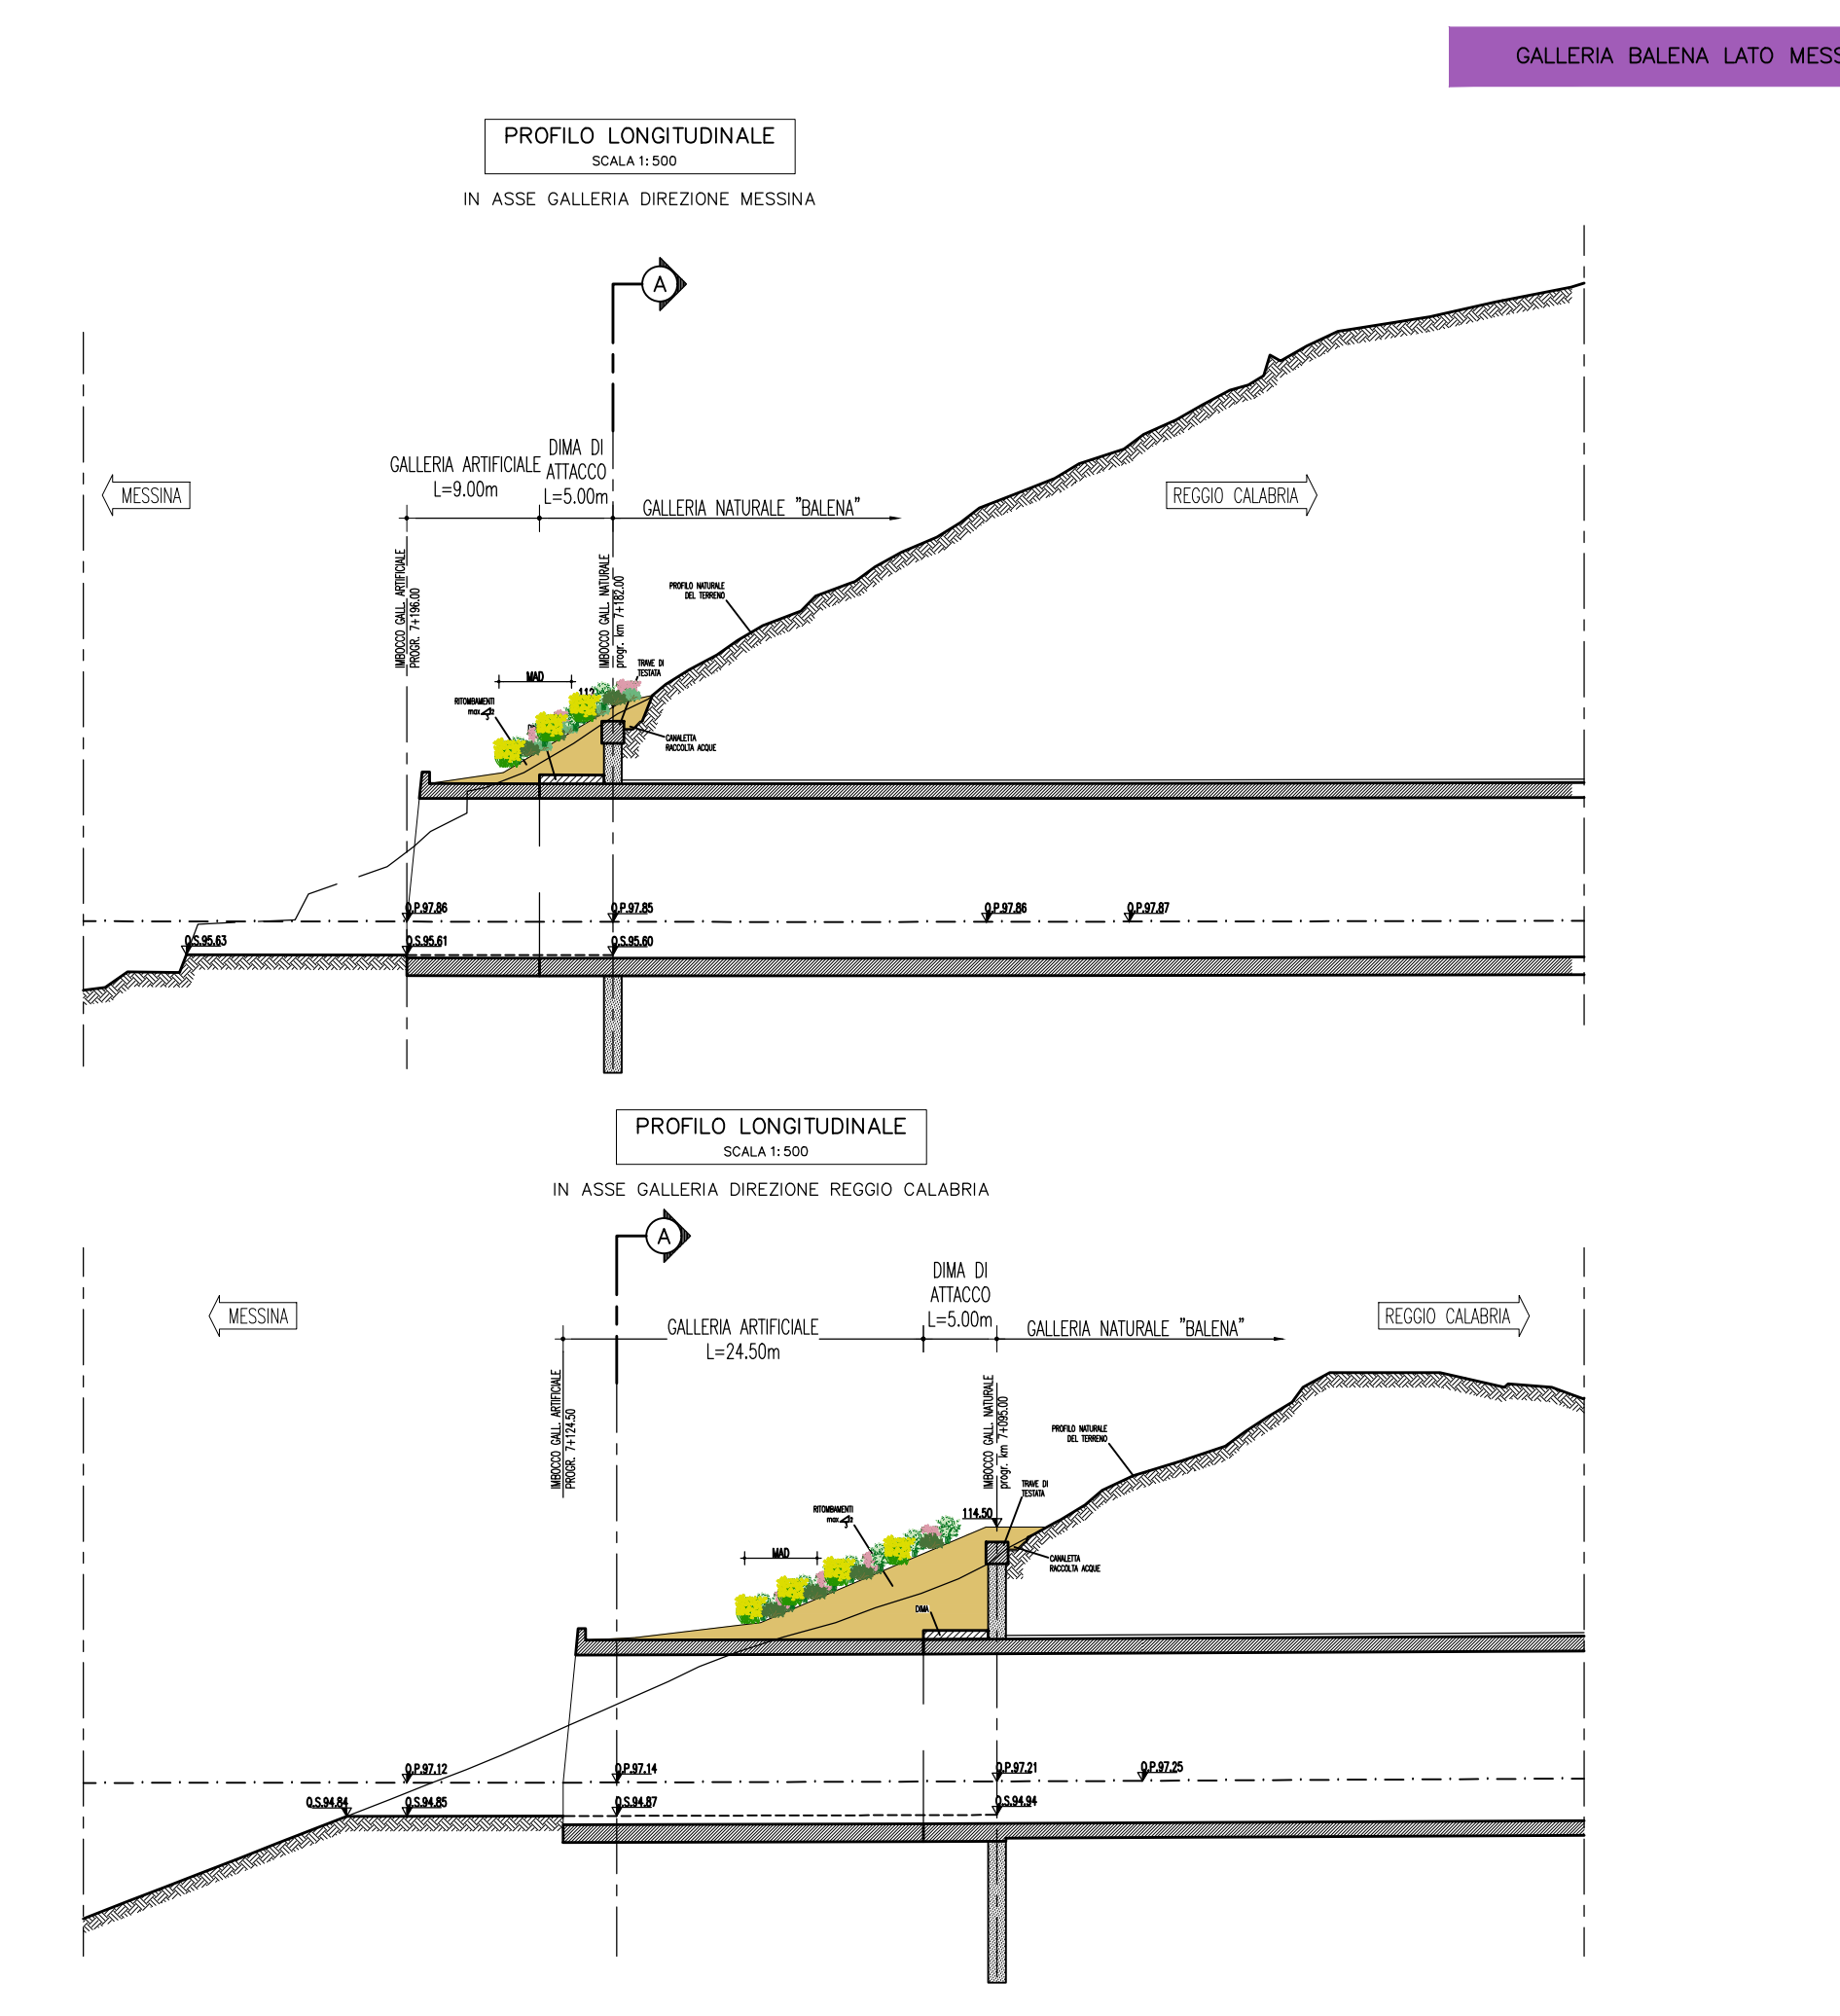 GALLERIA BALENA LATO MESS
PROFILO LONGITUDINALE
SCALA 1:500
IN ASSE GALLERIA DIREZIONE MESSINA
A
DIMA DI
ATTACCO
L=5.00m
GALLERIA ARTIFICIALE
L=9.00m
MESSINA
GALLERIA NATURALE "BALENA"
REGGIO CALABRIA
IMBOCCO GALL. ARTIFICIALE
PROGR. 7+196.00
IMBOCCO GALL. NATURALE
progr. km 7+182.00
PROFILO NATURALE
DEL TERRENO
TRAVE DI
TESTATA
MAD
RITOMBAMENTI
max
CANALETTA
RACCOLTA ACQUE
Q.P.97.86
Q.P.97.85
Q.P.97.86
Q.P.97.87
Q.S.95.63
Q.S.95.61
Q.S.95.60
PROFILO LONGITUDINALE
SCALA 1:500
IN ASSE GALLERIA DIREZIONE REGGIO CALABRIA
A
DIMA DI
ATTACCO
L=5.00m
MESSINA
GALLERIA ARTIFICIALE
L=24.50m
GALLERIA NATURALE "BALENA"
REGGIO CALABRIA
IMBOCCO GALL. ARTIFICIALE
PROGR. 7+124.50
IMBOCCO GALL. NATURALE
progr. km 7+095.00
PROFILO NATURALE
DEL TERRENO
TRAVE DI
TESTATA
RITOMBAMENTI
max
114.50
MAD
CANALETTA
RACCOLTA ACQUE
DIMA
Q.P.97.12
Q.P.97.14
Q.P.97.21
Q.P.97.25
Q.S.94.84
Q.S.94.85
Q.S.94.87
Q.S.94.94